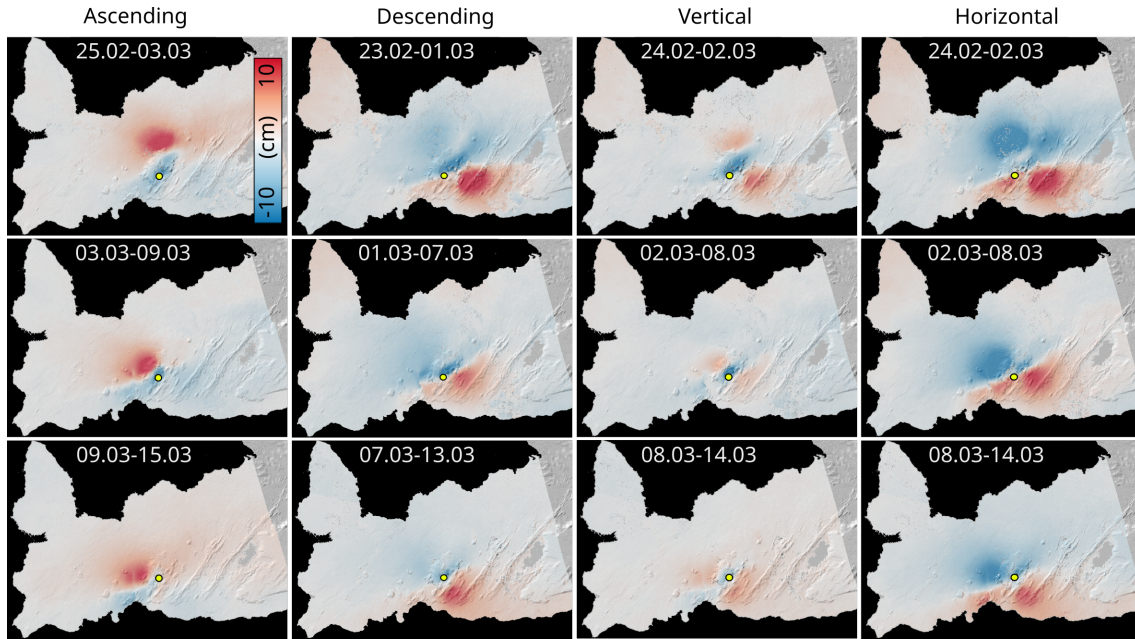 Ascending Descending Vertical Horizontal
25.02-03.03 23.02-01.03 24.02-02.03 24.02-02.03
10
(cm)
-10
03.03-09.03 01.03-07.03 02.03-08.03 02.03-08.03
09.03-15.03 07.03-13.03 08.03-14.03 08.03-14.03